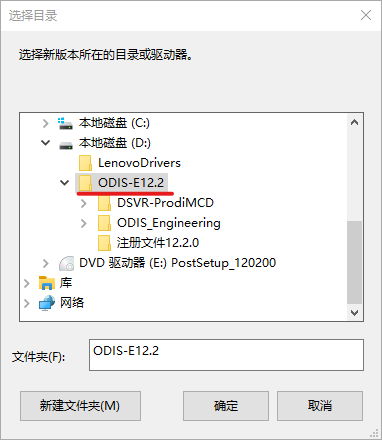 选择目录
选择新版本所在的目录或驱动器。
本地磁盘 (C:)
本地磁盘 (D:)
LenovoDrivers
ODIS-E12.2
DSVR-ProdiMCD
ODIS_Engineering
注册文件12.2.0
DVD 驱动器 (E:) PostSetup_120200
库
网络
文件夹(F):
ODIS-E12.2
新建文件夹(M)
确定
取消